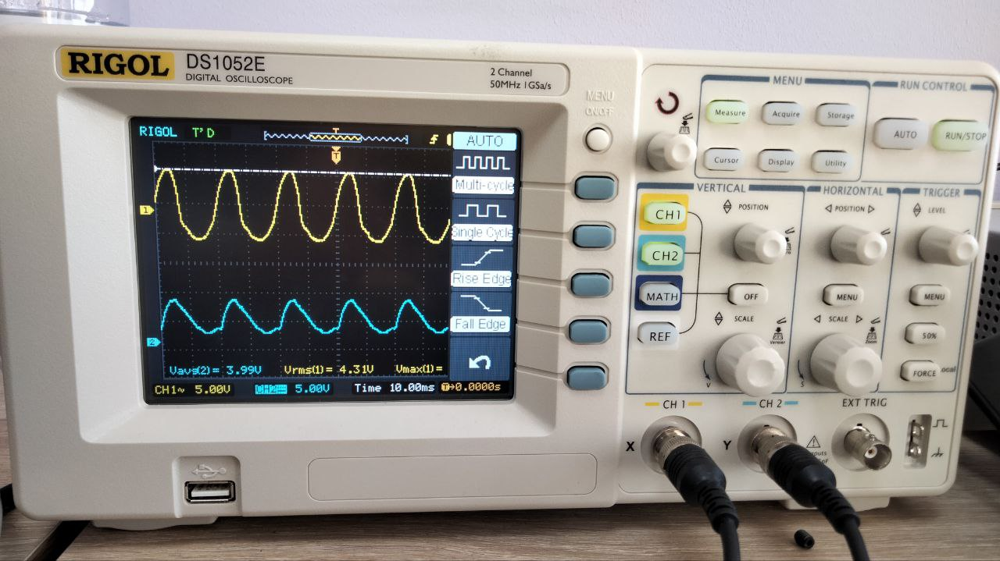 RIGOL DS1052E
DIGITAL OSCILLOSCOPE
2 Channel
50MHz 1GSa/s
MENU
ON/OFF
RIGOL T'D
T
T
1
2
Vavg(2)= 3.99V Vrms(1)= 4.31V Vmax(1)=
CH1~ 5.00V CH2 5.00V Time 10.00ms T→0.0000s
AUTO
Multi-cycle
Single Cycle
Rise Edge
Fall Edge
MENU
Measure Acquire Storage
Cursor Display Utility
RUN CONTROL
AUTO RUN/STOP
VERTICAL
POSITION
CH1
CH2
MATH
REF
OFF
SCALE
Vernier
V
HORIZONTAL
POSITION
MENU
SCALE
Zoom
S
TRIGGER
LEVEL
MENU
50%
FORCE
CH 1 CH 2 EXT TRIG
X Y